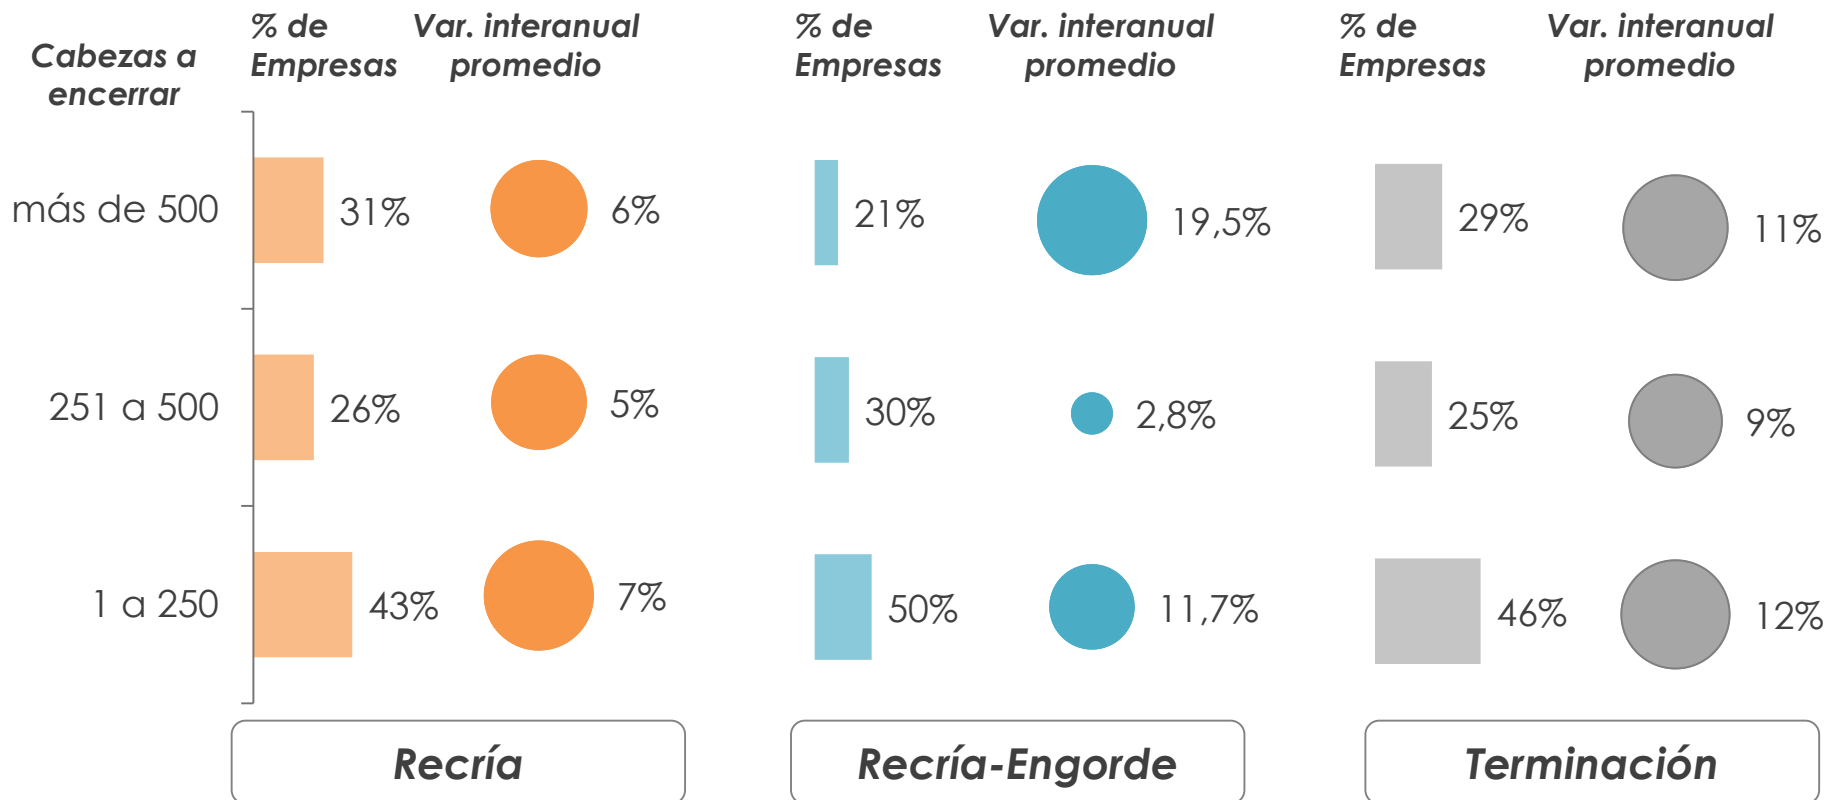 Cabezas a
encerrar
% de
Empresas
Var. interanual
promedio
% de
Empresas
Var. interanual
promedio
% de
Empresas
Var. interanual
promedio
más de 500
31%
6%
21%
19,5%
29%
11%
251 a 500
26%
5%
30%
2,8%
25%
9%
1 a 250
43%
7%
50%
11,7%
46%
12%
Recría
Recría-Engorde
Terminación